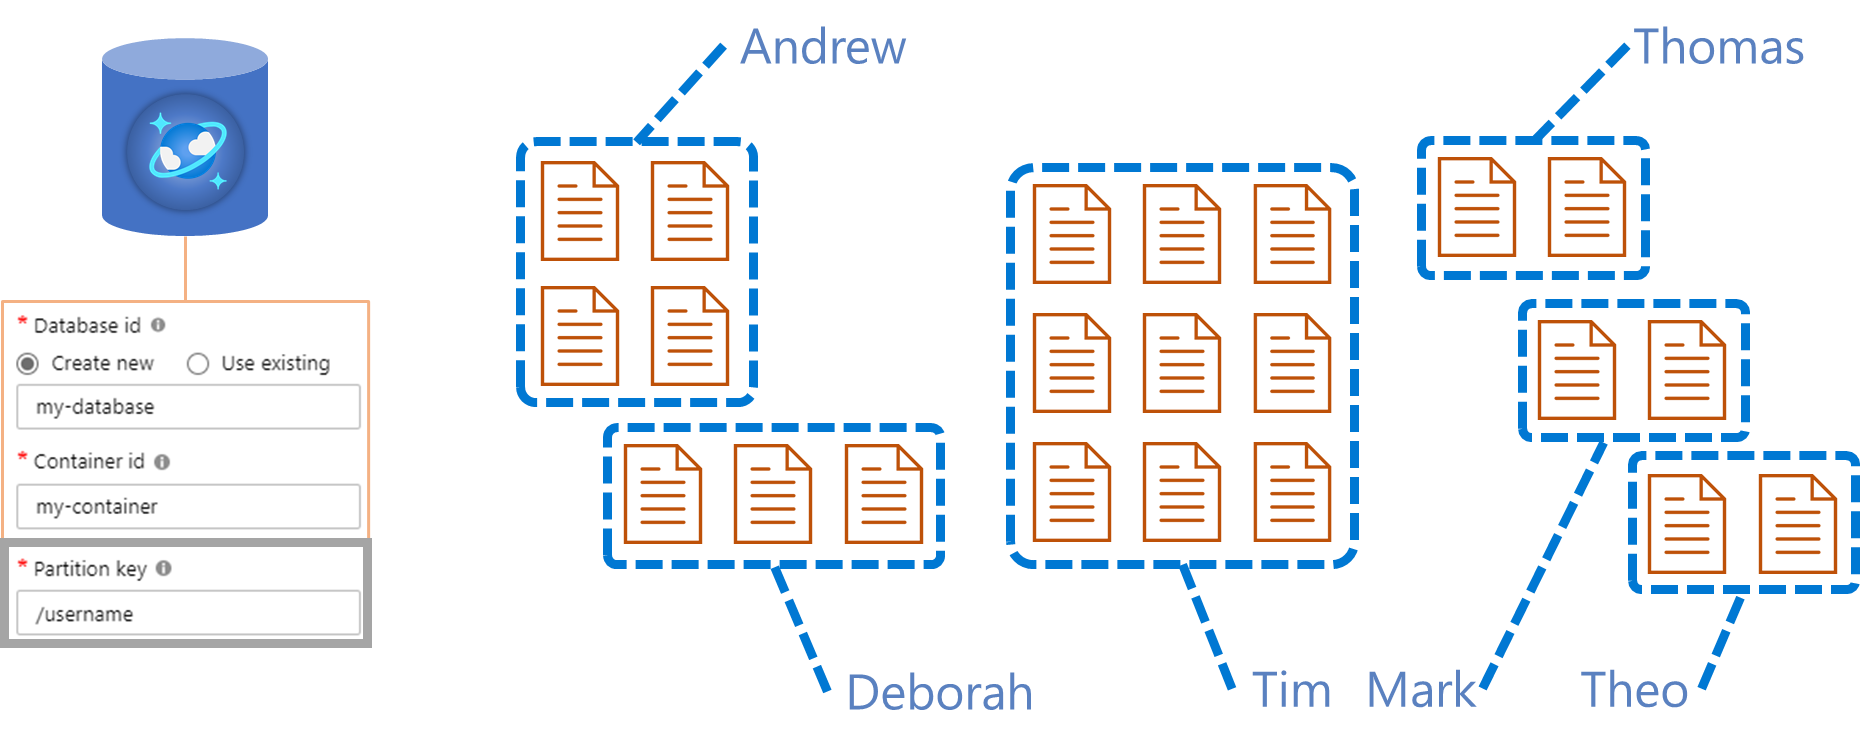 Andrew
Thomas
* Database id
Create new
Use existing
my-database
* Container id
my-container
* Partition key
/username
Deborah
Tim
Mark
Theo